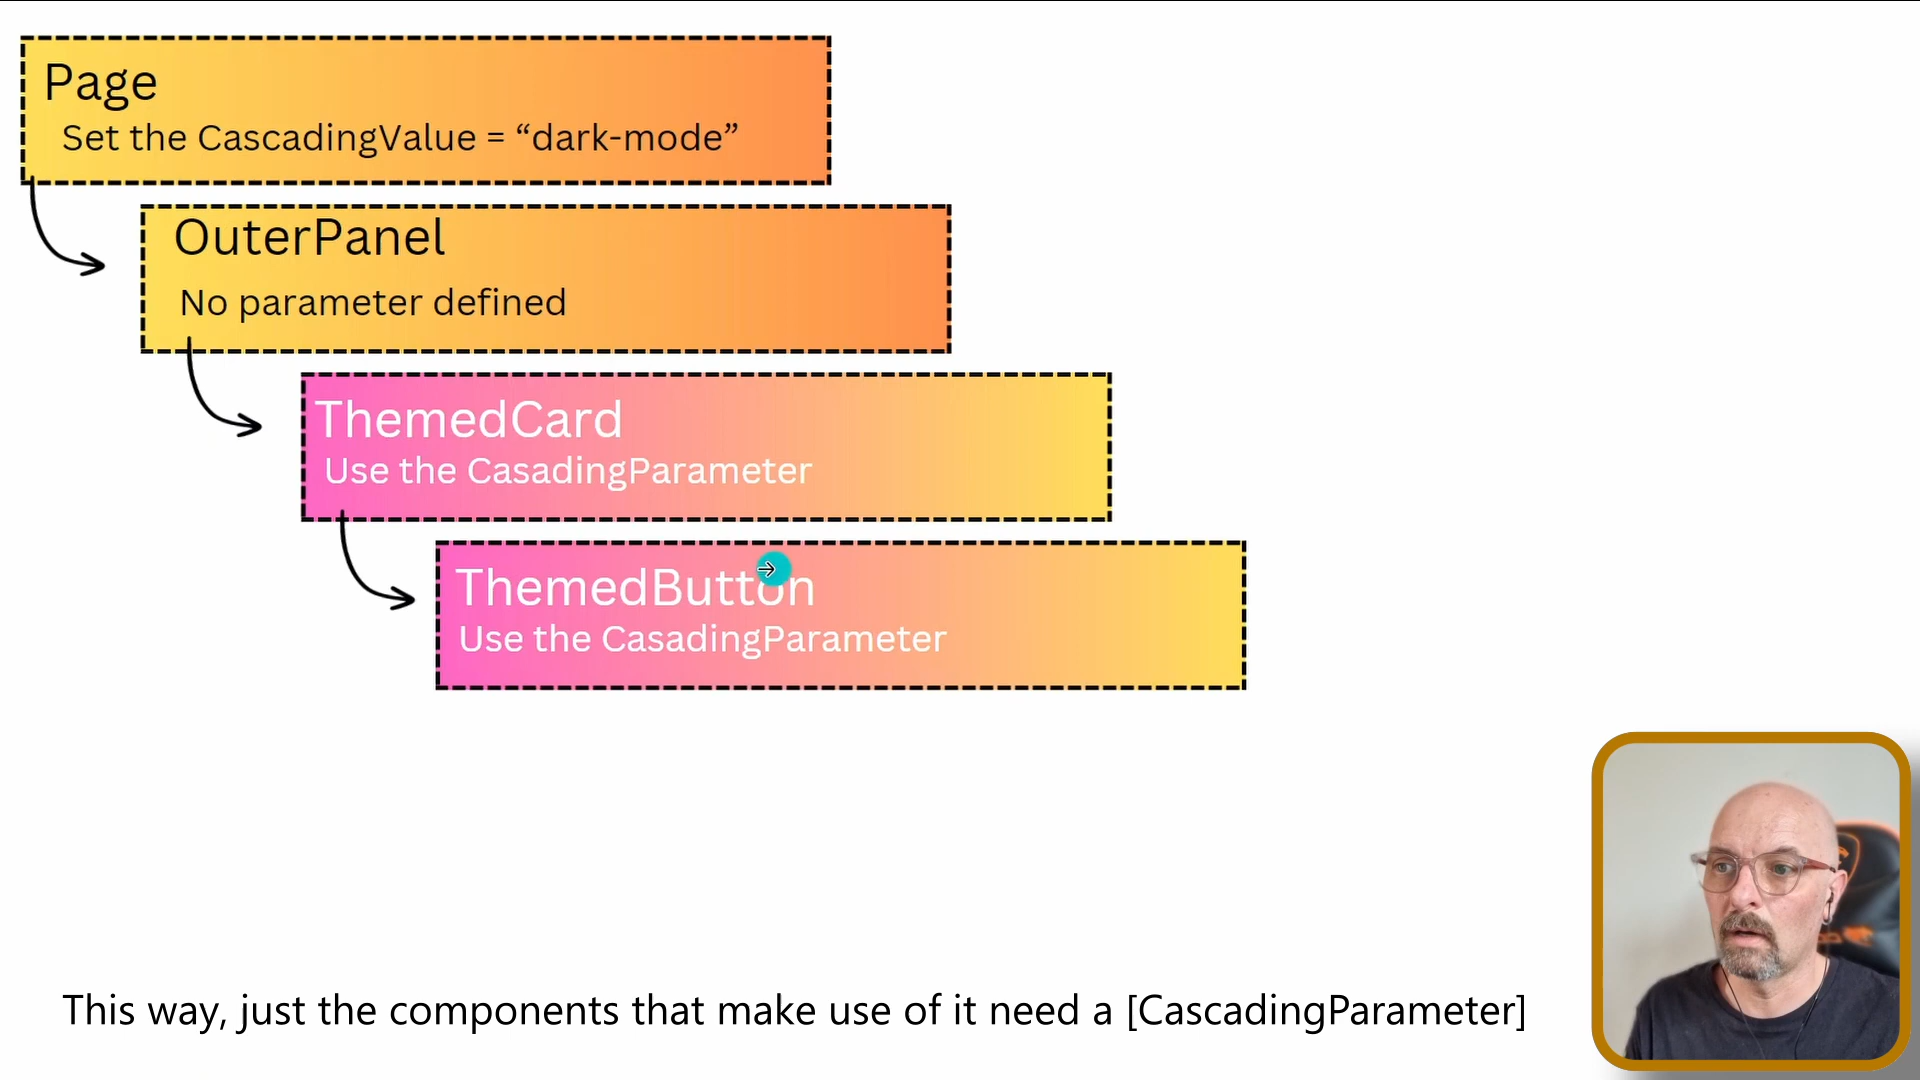 Page
Set the CascadingValue = “dark-mode”
OuterPanel
No parameter defined
ThemedCard
Use the CasadingParameter
ThemedButton
Use the CasadingParameter
This way, just the components that make use of it need a [CascadingParameter]